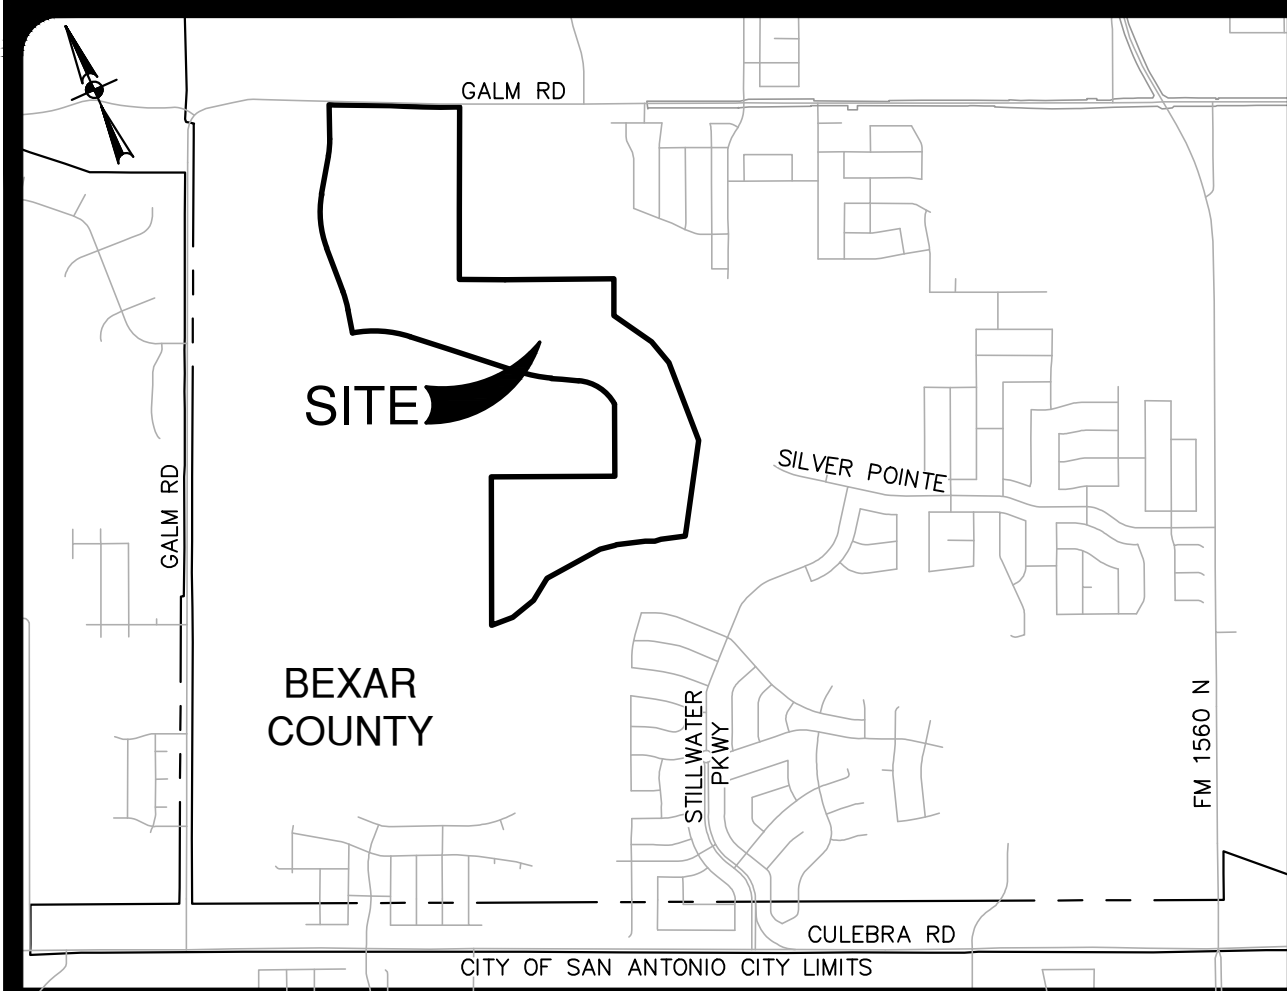 GALM RD
SITE
SILVER POINTE
GALM RD
BEXAR
COUNTY
STILLWATER
PKWY
FM 1560 N
CULEBRA RD
CITY OF SAN ANTONIO CITY LIMITS